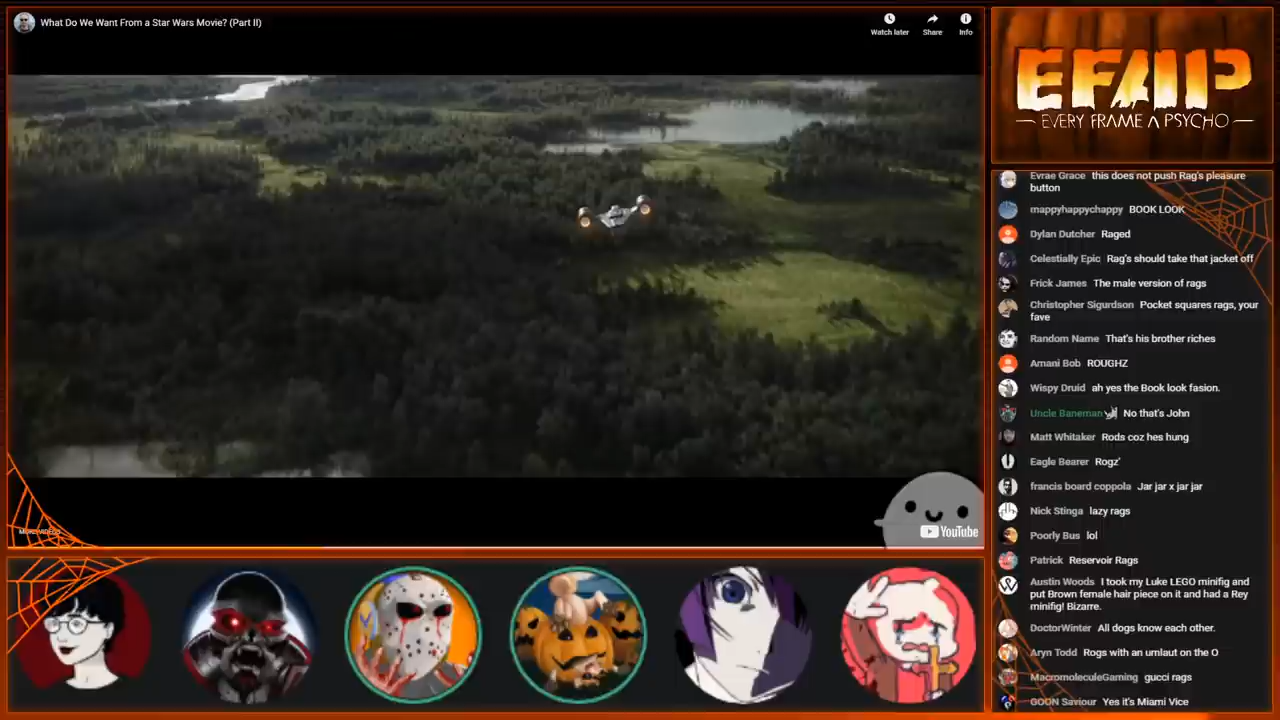 What Do We Want From a Star Wars Movie? (Part II)
Watch later
Share
Info
YouTube
EFAP
EVERY FRAME A PSYCHO
Evrae Grace this does not push Rag's pleasure
button
mappyhappychappy BOOK LOOK
Dylan Dutcher Raged
Celestially Epic Rag's should take that jacket off
Frick James The male version of rags
Christopher Sigurdson Pocket squares rags, your
fave
Random Name That's his brother riches
Amani Bob ROUGHZ
Wispy Druid ah yes the Book look fasion.
Uncle Baneman No that's John
Matt Whitaker Rods coz hes hung
Eagle Bearer Rogz'
francis board coppola Jar jar x jar jar
Nick Stinga lazy rags
Poorly Bus lol
Patrick Reservoir Rags
Austin Woods I took my Luke LEGO minifig and
put Brown female hair piece on it and had a Rey
minifig! Bizarre.
DoctorWinter All dogs know each other.
Aryn Todd Rogs with an umlaut on the O
MacromoleculeGaming gucci rags
GOON Saviour Yes it's Miami Vice